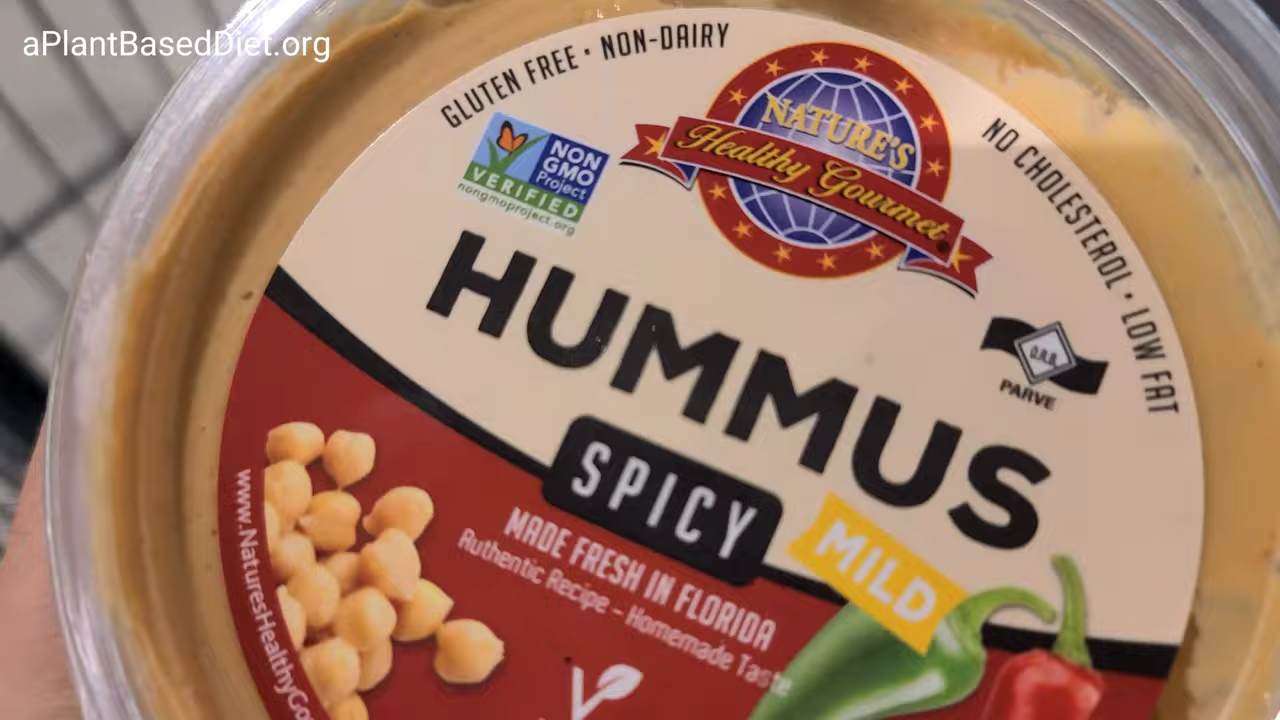 aPlantBasedDiet.org
GLUTEN FREE • NON-DAIRY
NATURE'S
Healthy Gourmet
NO CHOLESTEROL • LOW FAT
NON
GMO
Project
VERIFIED
nongmoproject.org
HUMMUS
PARVE
SPICY
MILD
MADE FRESH IN FLORIDA
Authentic Recipe - Homemade Taste
www.NaturesHealthyGo